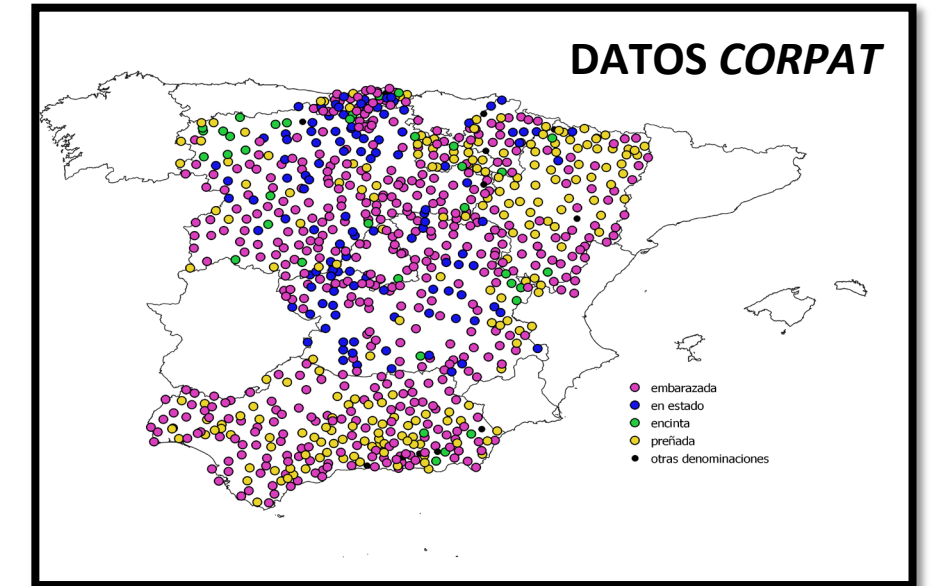 DATOS CORPAT
embarazada
en estado
encinta
preñada
otras denominaciones